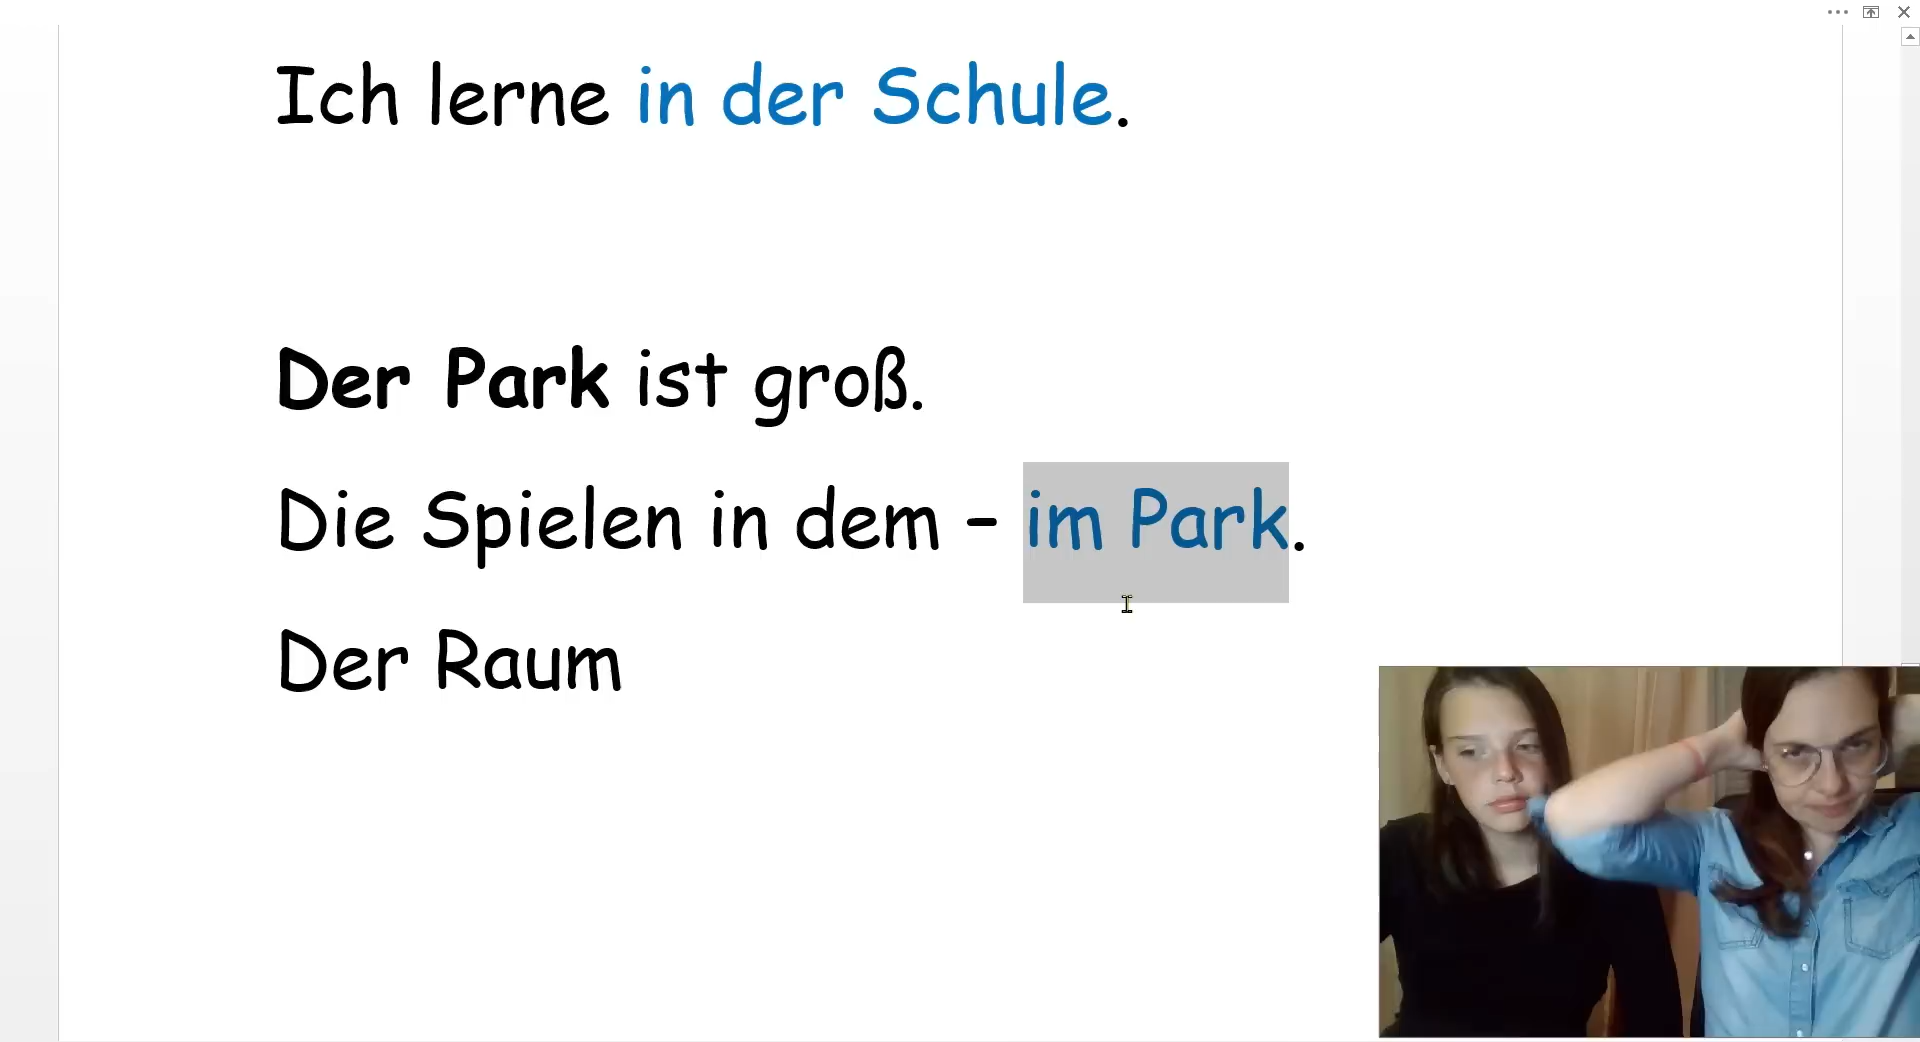 Ich lerne in der Schule.
Der Park ist groß.
Die Spielen in dem – im Park.
Der Raum